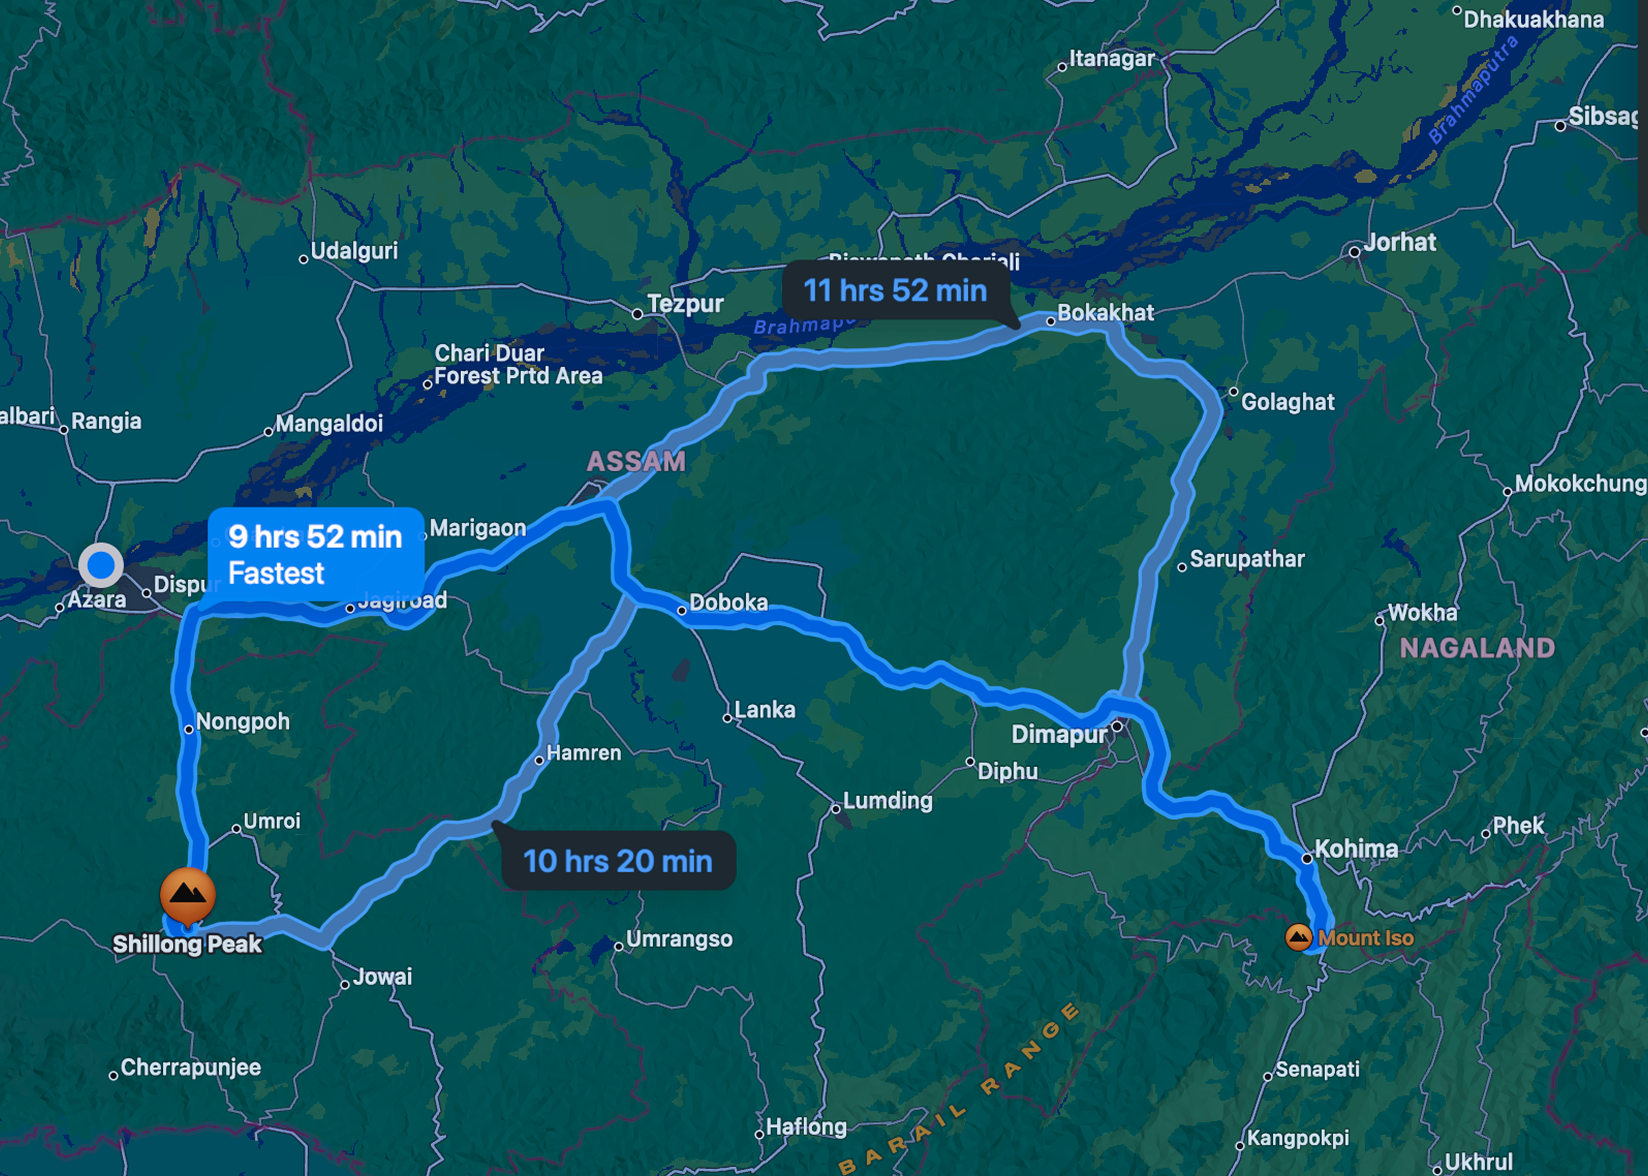 Dhakuakhana
Itanagar
Brahmaputra
Sibsag
Udalguri
Jorhat
Tezpur
11 hrs 52 min
Bokakhat
Chari Duar
Forest Prtd Area
Golaghat
albari
Rangia
Mangaldoi
ASSAM
Mokokchung
9 hrs 52 min
Fastest
Marigaon
Sarupathar
Azara
Dispur
Jagiroad
Doboka
Wokha
NAGALAND
Nongpoh
Lanka
Dimapur
Hamren
Diphu
Lumding
Umroi
Phek
10 hrs 20 min
Kohima
Shillong Peak
Umrangso
Mount Iso
Jowai
Cherrapunjee
BARAIL RANGE
Senapati
Haflong
Kangpokpi
Ukhrul